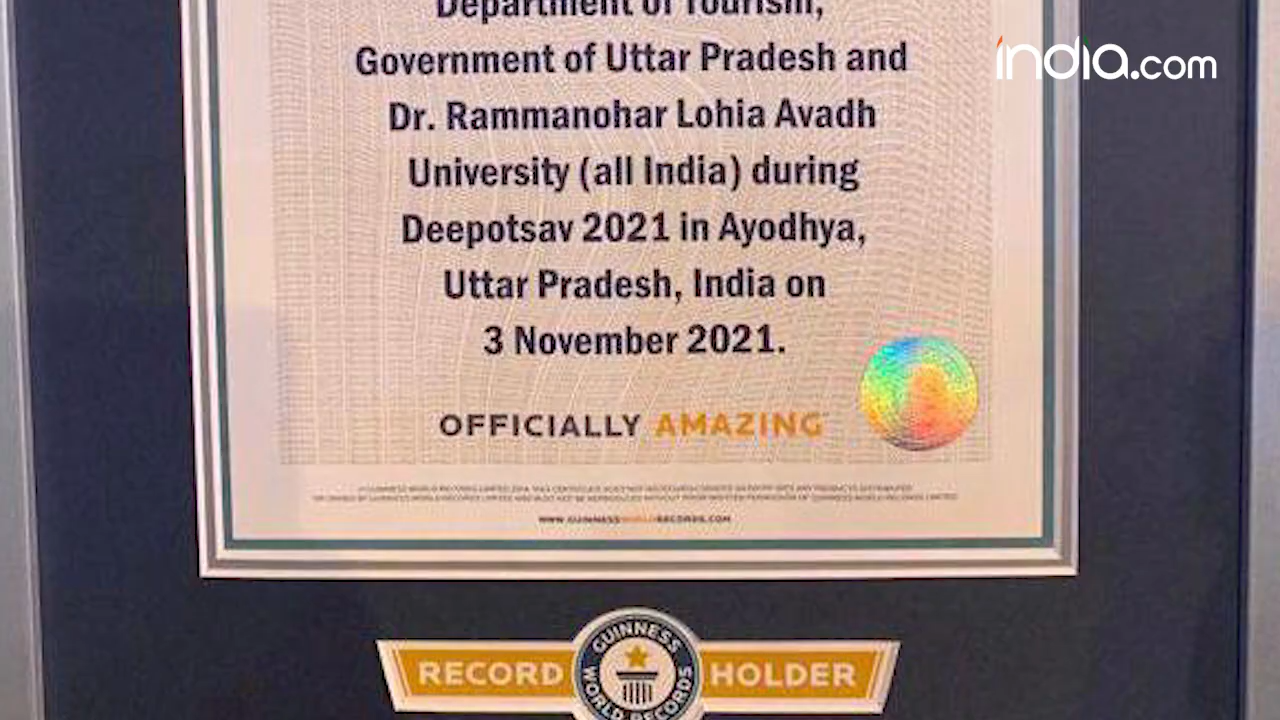 Department of Tourism,
Government of Uttar Pradesh and
Dr. Rammanohar Lohia Avadh
University (all India) during
Deepotsav 2021 in Ayodhya,
Uttar Pradesh, India on
3 November 2021.
OFFICIALLY AMAZING
WWW.GUINNESSWORLDRECORDS.COM
RECORD HOLDER
GUINNESS
WORLD RECORDS
india.com